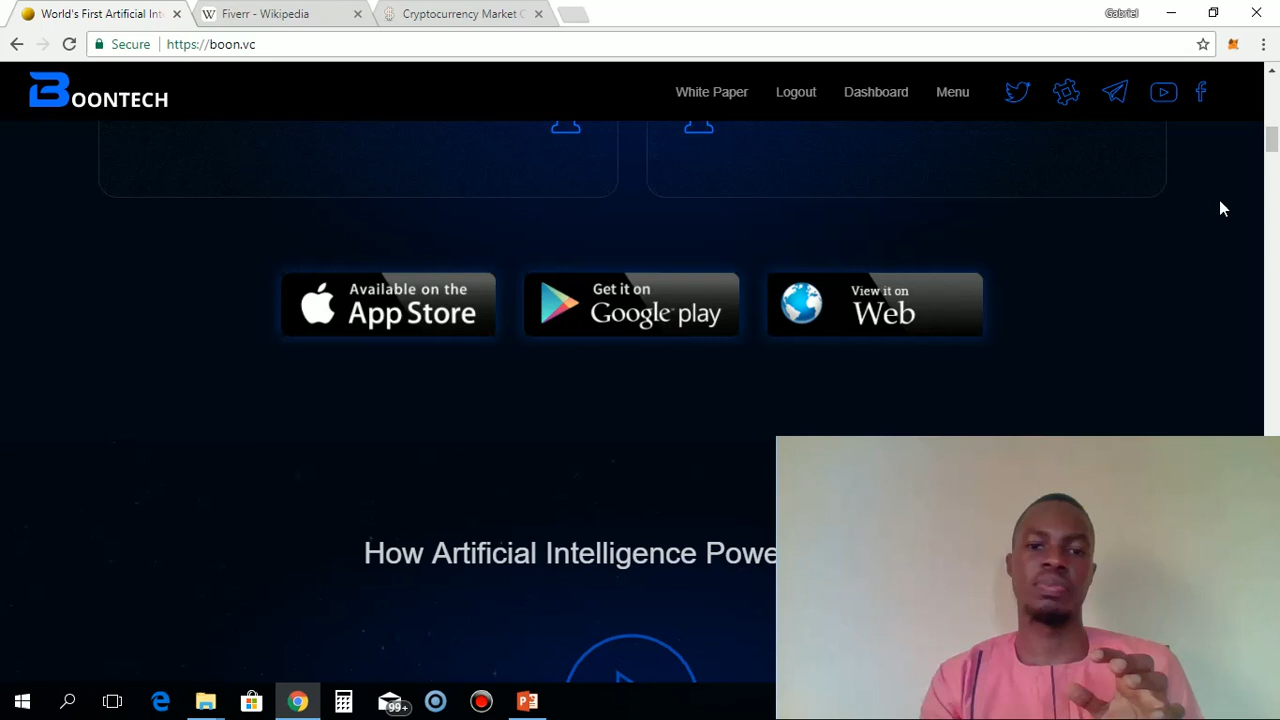 World's First Artificial Int
Fiverr - Wikipedia
Cryptocurrency Market C
Gabriel
Secure
https://boon.vc
BOONTECH
White Paper
Logout
Dashboard
Menu
Available on the
App Store
Get it on
Google play
View it on
Web
How Artificial Intelligence Powe
99+